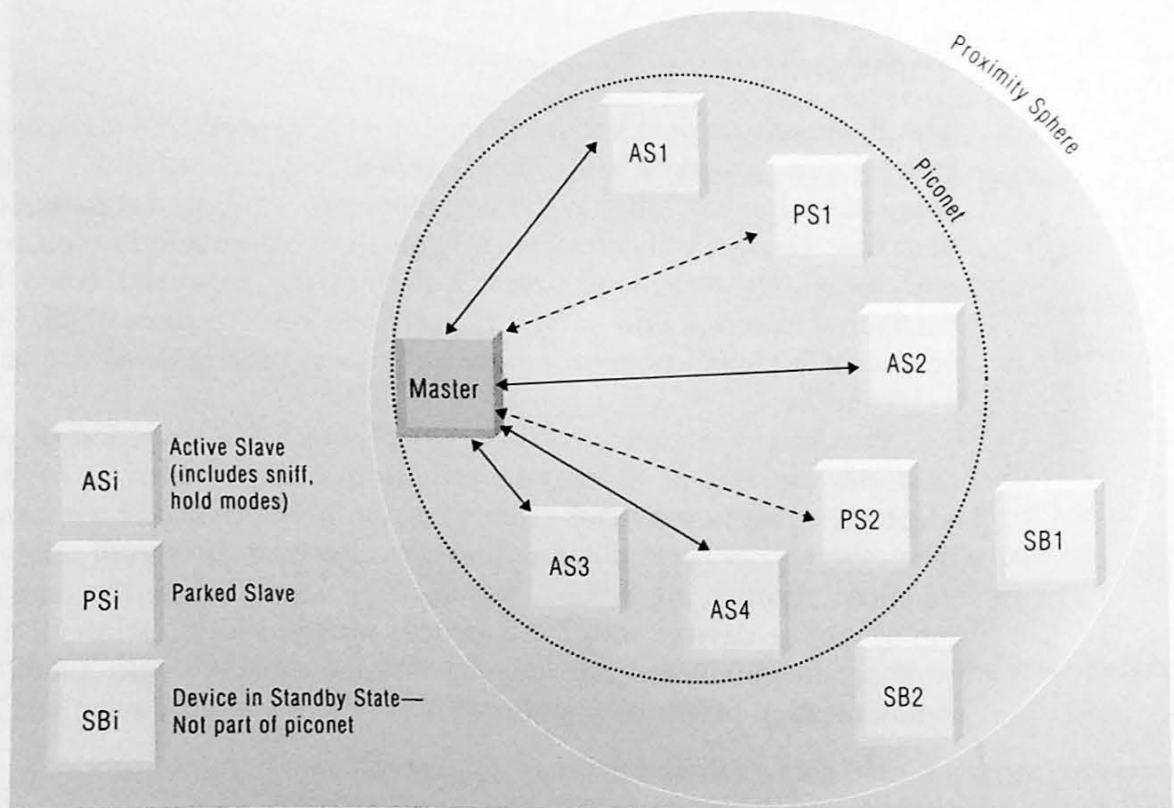 Proximity Sphere
Piconet
AS1
PS1
AS2
Master
PS2
SB1
AS3
AS4
SB2
ASi
Active Slave
(includes sniff,
hold modes)
PSi
Parked Slave
SBi
Device in Standby State—
Not part of piconet